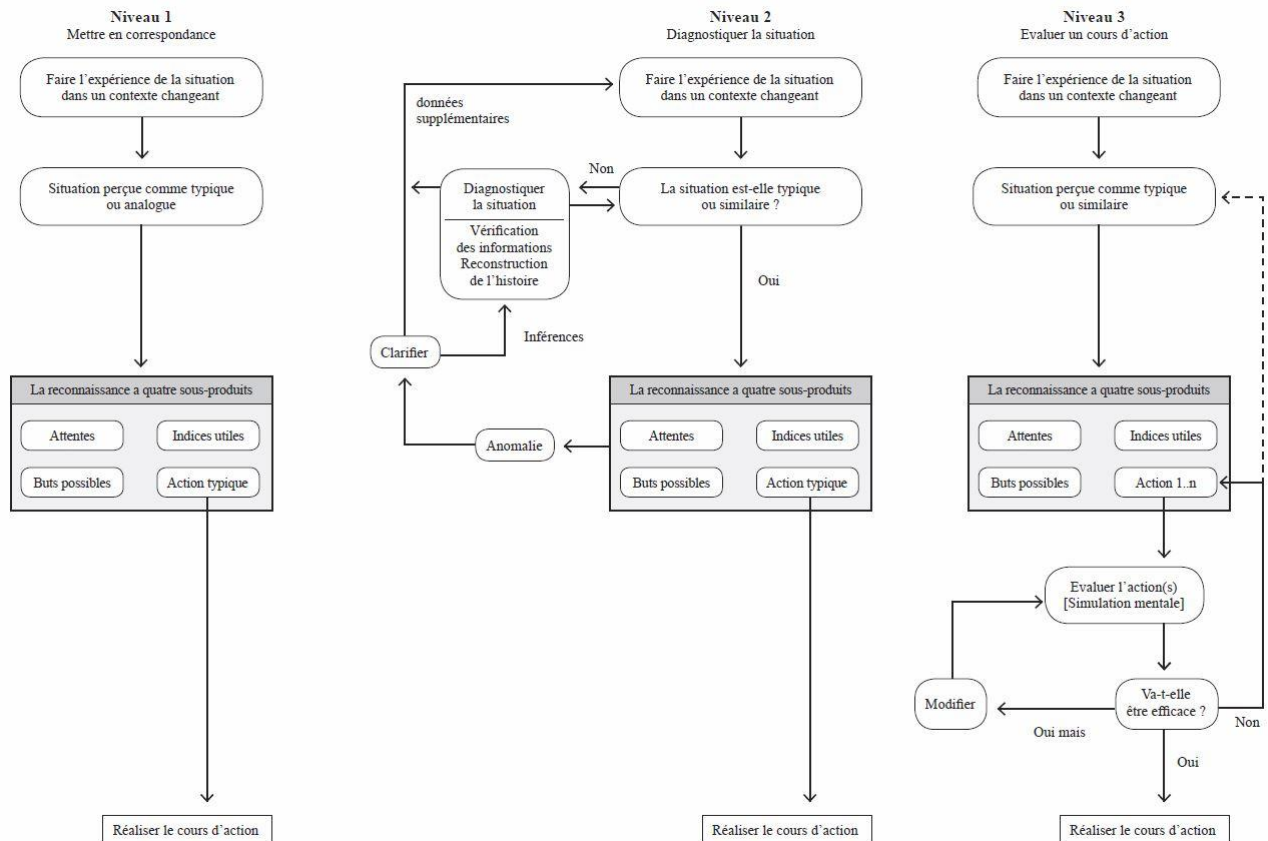 Niveau 1
Mettre en correspondance
Faire l’expérience de la situation
dans un contexte changeant
Situation perçue comme typique
ou analogue
La reconnaissance a quatre sous-produits
Attentes
Indices utiles
Buts possibles
Action typique
Réaliser le cours d’action
Niveau 2
Diagnostiquer la situation
Faire l’expérience de la situation
dans un contexte changeant
données
supplémentaires
Non
Diagnostiquer
la situation
Vérification
des informations
Reconstruction
de l’histoire
La situation est-elle typique
ou similaire ?
Oui
Inférences
Clarifier
Anomalie
La reconnaissance a quatre sous-produits
Attentes
Indices utiles
Buts possibles
Action typique
Réaliser le cours d’action
Niveau 3
Evaluer un cours d’action
Faire l’expérience de la situation
dans un contexte changeant
Situation perçue comme typique
ou similaire
La reconnaissance a quatre sous-produits
Attentes
Indices utiles
Buts possibles
Action 1..n
Evaluer l’action(s)
[Simulation mentale]
Modifier
Va-t-elle
être efficace ?
Oui mais
Non
Oui
Réaliser le cours d’action